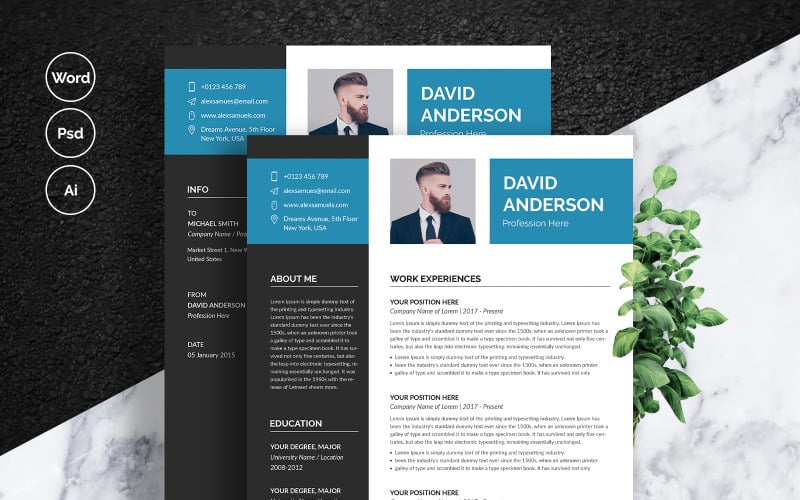 Word
Psd
Ai
+0123 456 789
alexsamues@email.com
www.alexsamuels.com
Dreams Avenue, 5th Floor
New York, USA
DAVID
ANDERSON
Profession Here
INFO
TO
MICHAEL SMITH
Company Name / Pos
Market Street 1, New Y
United States
FROM
DAVID ANDERSON
Profession Here
DATE
05 January 2015
+0123 456 789
alexsamues@email.com
www.alexsamuels.com
Dreams Avenue, 5th Floor
New York, USA
DAVID
ANDERSON
Profession Here
ABOUT ME
Lorem Ipsum is simply dummy text of
the printing and typesetting industry.
Lorem Ipsum has been the industry's
standard dummy text ever since the
1500s, when an unknown printer took
a galley of type and scrambled it to
make a type specimen book. It has sur-
vived not only five centuries, but also
the leap into electronic typesetting, re-
maining essentially unchanged. It was
popularised in the 1960s with the re-
lease of Letraset sheets more.
EDUCATION
YOUR DEGREE, MAJOR
University Name / Location
2008-2012
YOUR DEGREE, MAJOR
WORK EXPERIENCES
YOUR POSITION HERE
Company Name of Lorem | 2017 - Present
Lorem Ipsum is simply dummy text of the printing and typesetting industry. Lorem
Ipsum has been the industry's standard dummy text ever since the 1500s, when an
unknown printer took a galley of type and scrambled it to make a type specimen
book. It has survived not only five centuries, but also the leap into electronic
typesetting, remaining essentially unchanged.
• Lorem Ipsum is simply dummy text of the printing and typesetting industry.
• been the industry's standard dummy text ever since the 1500s, when an unknown printer
• galley of type and scrambled it to make a type specimen book. It has survived not only
YOUR POSITION HERE
Company Name of Lorem | 2017 - Present
Lorem Ipsum is simply dummy text of the printing and typesetting industry. Lorem
Ipsum has been the industry's standard dummy text ever since the 1500s, when an
unknown printer took a galley of type and scrambled it to make a type specimen
book. It has survived not only five centuries, but also the leap into electronic
typesetting, remaining essentially unchanged.
• Lorem Ipsum is simply dummy text of the printing and typesetting industry.
• been the industry's standard dummy text ever since the 1500s, when an unknown printer
• galley of type and scrambled it to make a type specimen book. It has survived not only
YOUR POSITION HERE